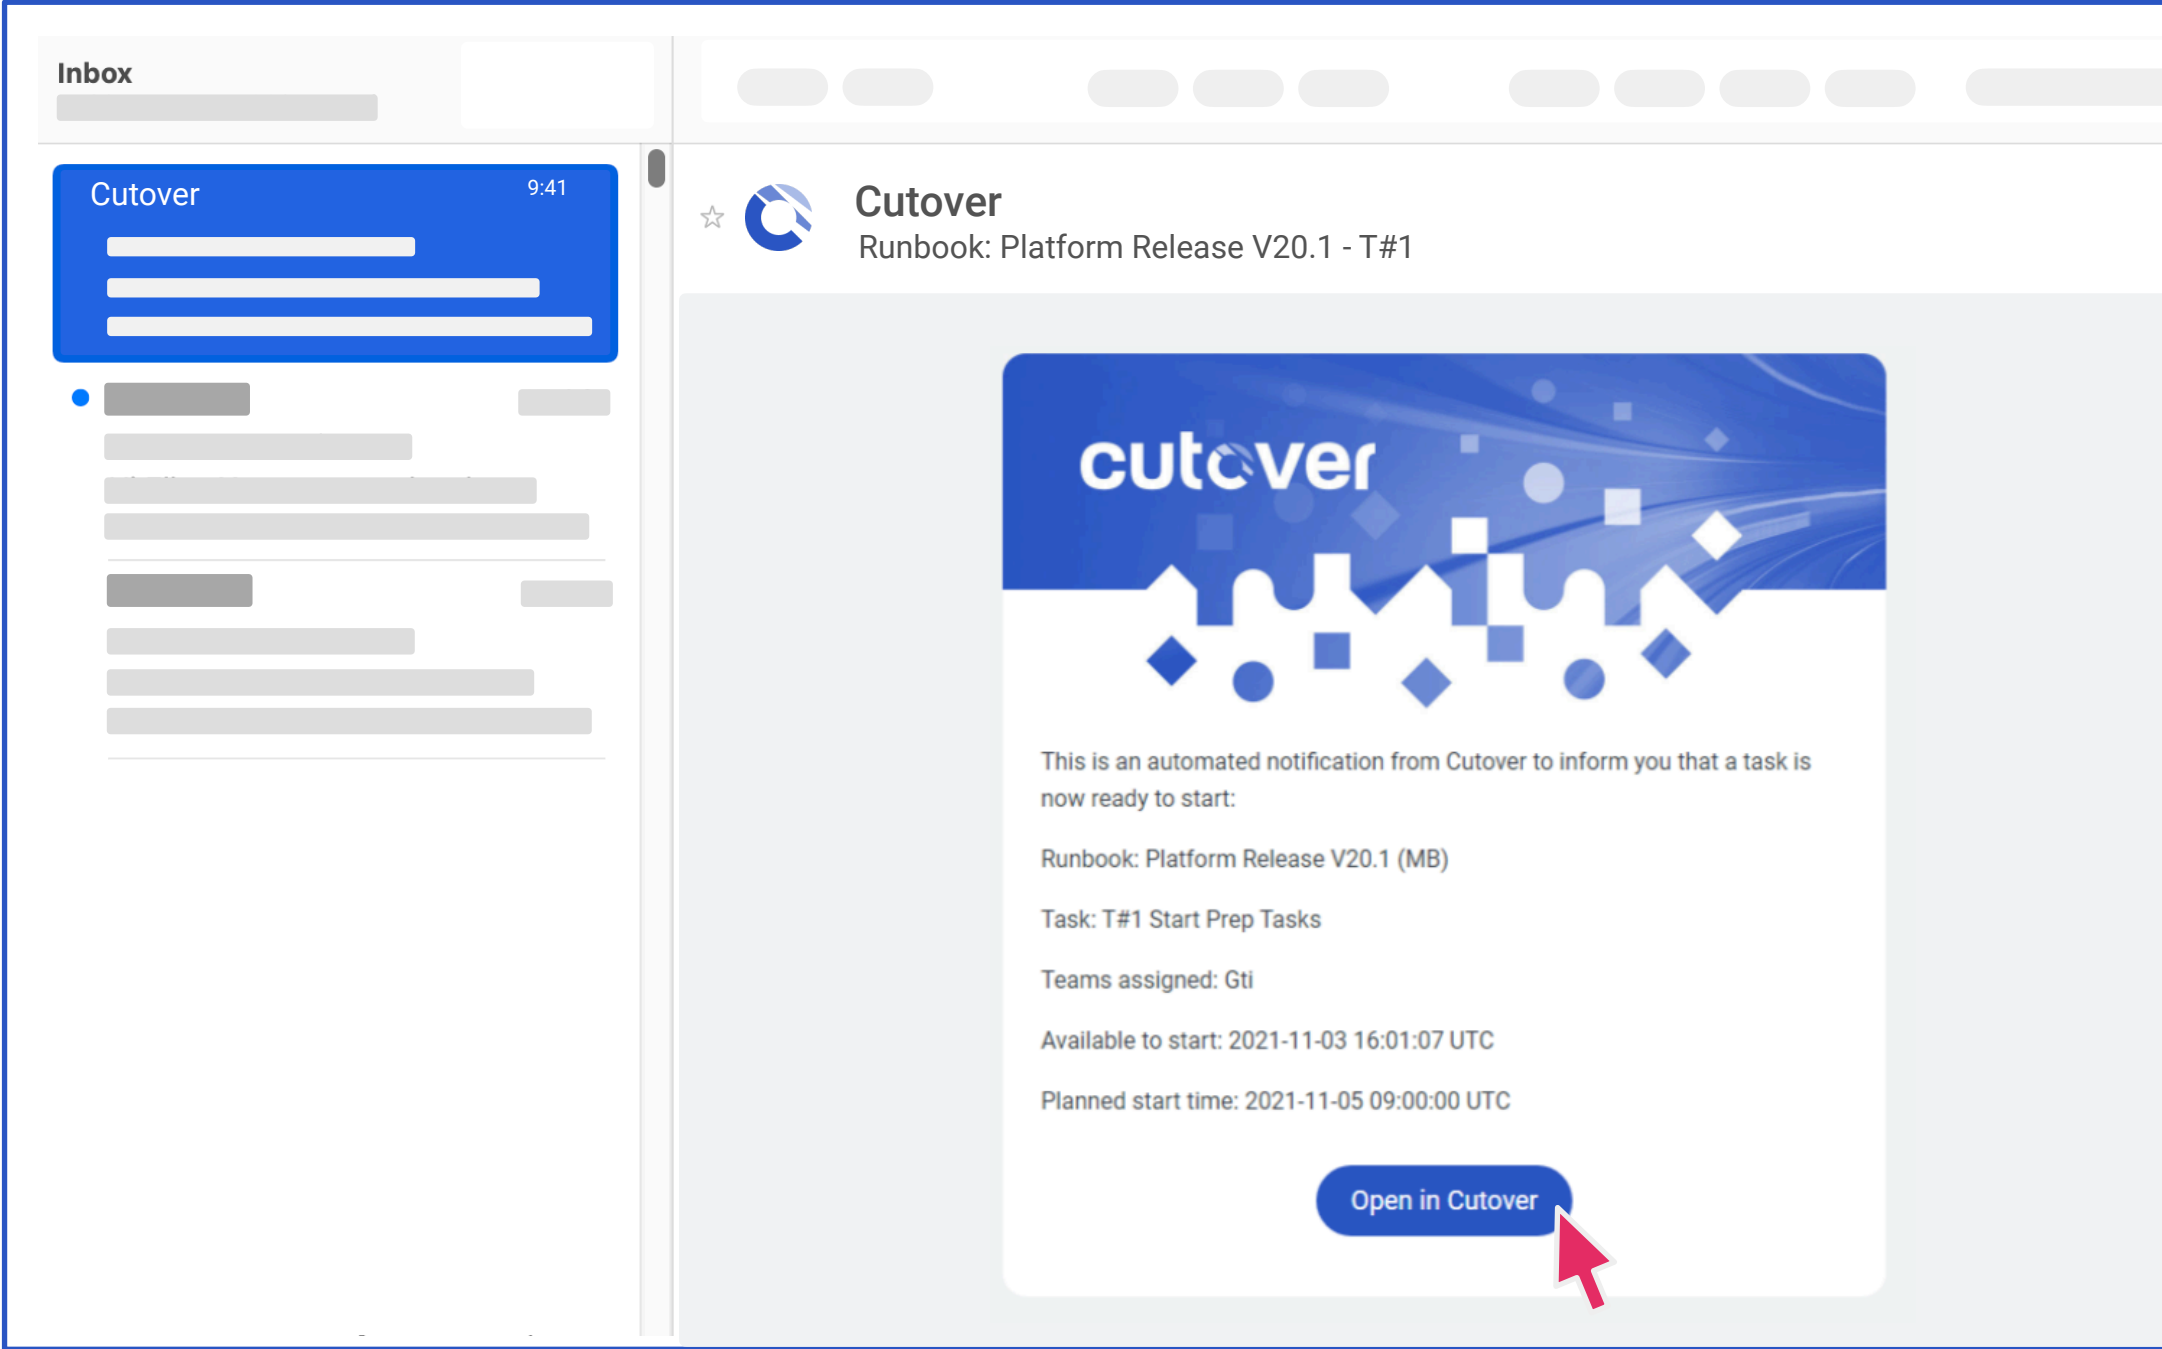 Inbox
Cutover
9:41
Cutover
Runbook: Platform Release V20.1 - T#1
cutover
This is an automated notification from Cutover to inform you that a task is
now ready to start:
Runbook: Platform Release V20.1 (MB)
Task: T#1 Start Prep Tasks
Teams assigned: Gti
Available to start: 2021-11-03 16:01:07 UTC
Planned start time: 2021-11-05 09:00:00 UTC
Open in Cutover